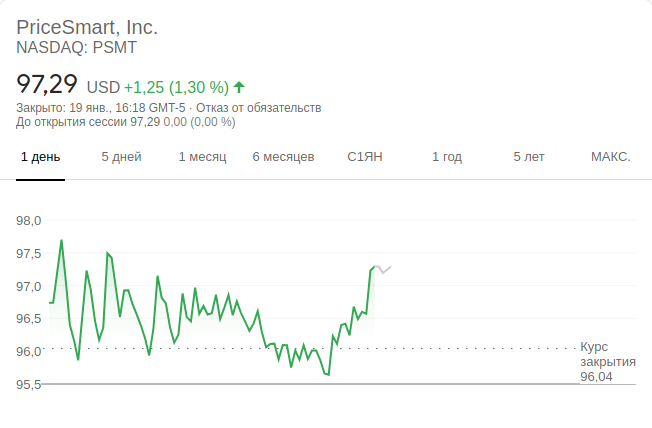 PriceSmart, Inc.
NASDAQ: PSMT
97,29 USD +1,25 (1,30 %)
Закрыто: 19 янв., 16:18 GMT-5 · Отказ от обязательств
До открытия сессии 97,29 0,00 (0,00 %)
1 день 5 дней 1 месяц 6 месяцев С1ЯН 1 год 5 лет МАКС.
98,0
97,5
97,0
96,5
96,0
95,5
Курс
закрытия
96,04